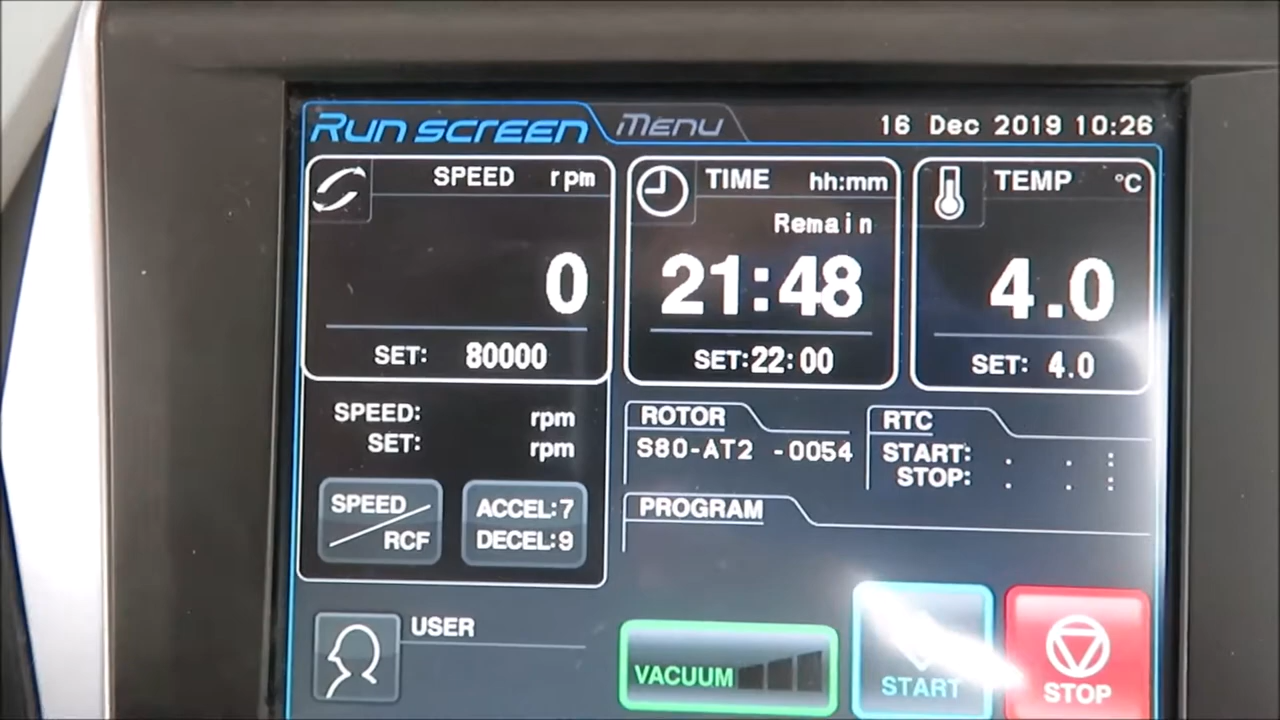 Run screen Menu 16 Dec 2019 10:26
SPEED rpm
0
SET: 80000
TIME hh:mm
Remain
21:48
SET:22:00
TEMP °C
4.0
SET: 4.0
SPEED: rpm
SET: rpm
SPEED/RCF
ACCEL:7
DECEL:9
ROTOR
S80-AT2 -0054
RTC
START: : : :
STOP: : : :
PROGRAM
USER
VACUUM
START
STOP